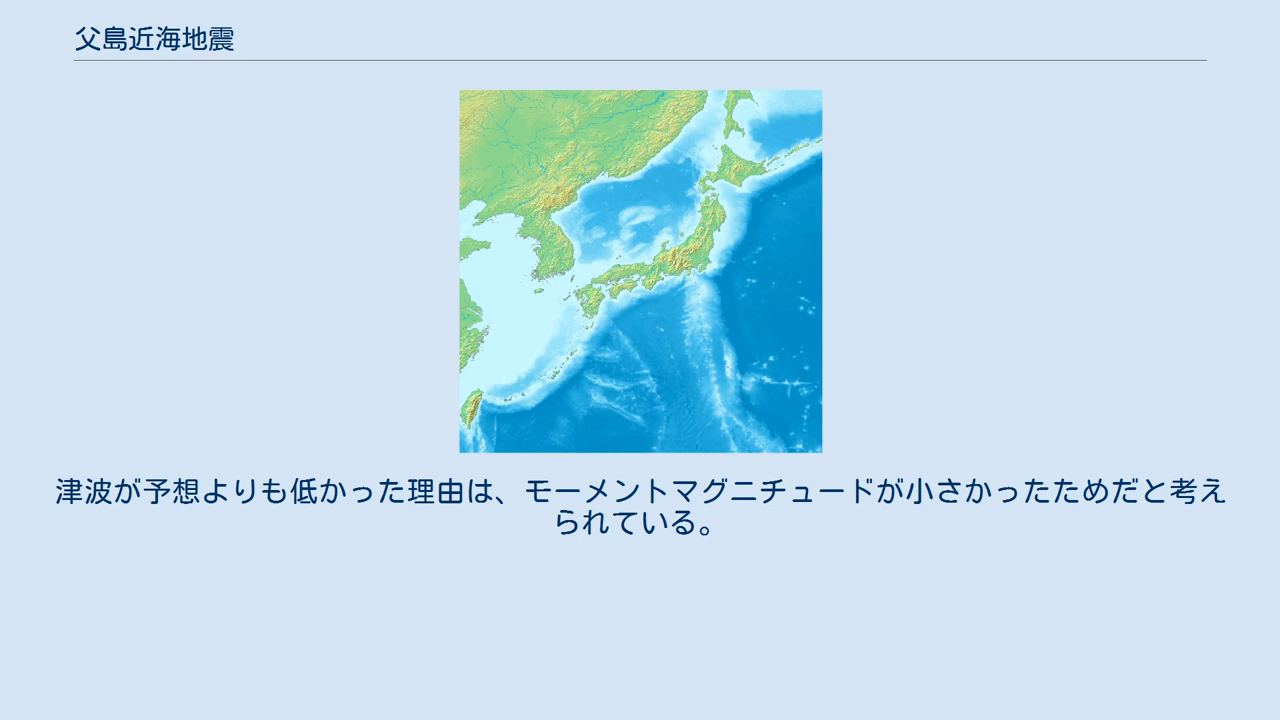 父島近海地震
津波が予想よりも低かった理由は、モーメントマグニチュードが小さかったためだと考え
られている。